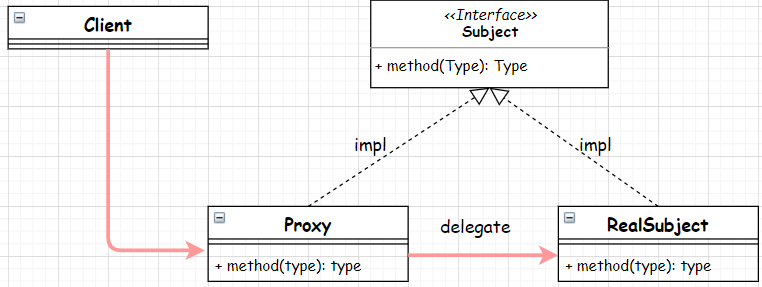 Client
<<Interface>>
Subject
+ method(Type): Type
impl
impl
Proxy
+ method(type): type
delegate
RealSubject
+ method(type): type